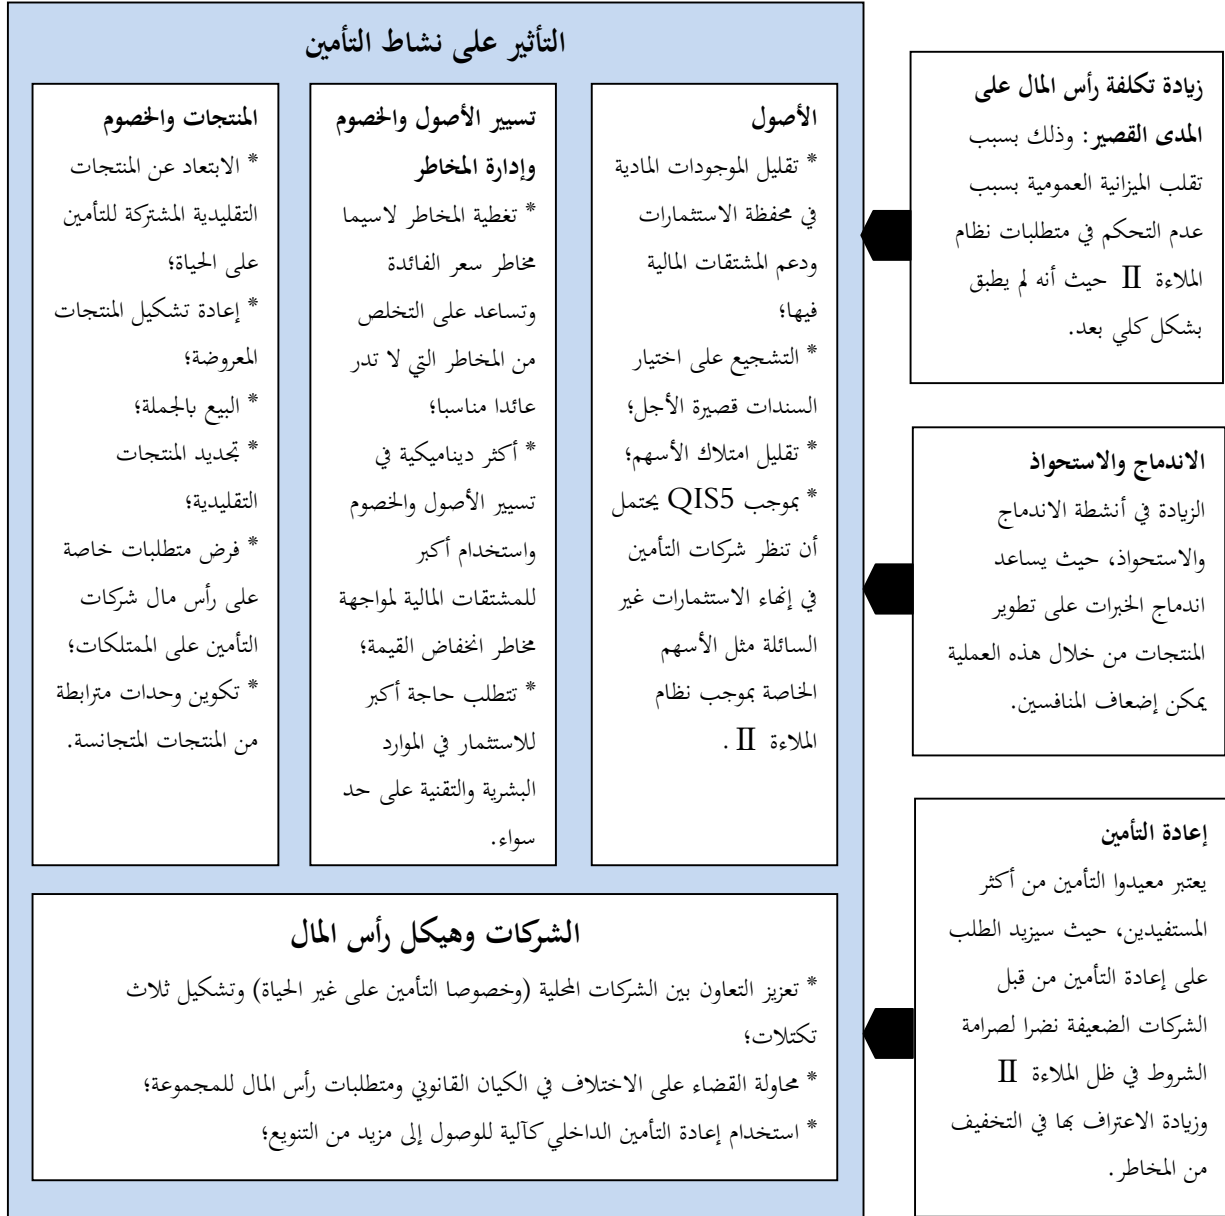 التأثير على نشاط التأمين
زيادة تكلفة رأس المال على
المدى القصير: وذلك بسبب
تقلب الميزانية العمومية بسبب
عدم التحكم في متطلبات نظام
الملاءة II حيث أنه لم يطبق
بشكل كلي بعد.
الاندماج والاستحواذ
الزيادة في أنشطة الاندماج
والاستحواذ، حيث يساعد
اندماج الخبرات على تطوير
المنتجات من خلال هذه العملية
يمكن إضعاف المنافسين.
إعادة التأمين
يعتبر معيدوا التأمين من أكثر
المستفيدين، حيث سيزيد الطلب
على إعادة التأمين من قبل
الشركات الضعيفة نضرا لصرامة
الشروط في ظل الملاءة II
وزيادة الاعتراف بها في التخفيف
من المخاطر.
الأصول
* تقليل الموجودات المادية
في محفظة الاستثمارات
ودعم المشتقات المالية
فيها؛
* التشجيع على اختيار
السندات قصيرة الأجل؛
* تقليل امتلاك الأسهم؛
* بموجب QIS5 يحتمل
أن تنظر شركات التأمين
في إنهاء الاستثمارات غير
السائلة مثل الأسهم
الخاصة بموجب نظام
الملاءة II .
تسيير الأصول والخصوم
وإدارة المخاطر
* تغطية المخاطر لاسيما
مخاطر سعر الفائدة
وتساعد على التخلص
من المخاطر التي لا تدر
عائدا مناسبا؛
* أكثر ديناميكية في
تسيير الأصول والخصوم
واستخدام أكبر
للمشتقات المالية لمواجهة
مخاطر انخفاض القيمة؛
* تتطلب حاجة أكبر
للاستثمار في الموارد
البشرية والتقنية على حد
سواء.
المنتجات والخصوم
* الابتعاد عن المنتجات
التقليدية المشتركة للتأمين
على الحياة؛
* إعادة تشكيل المنتجات
المعروضة؛
* البيع بالجملة؛
* تجديد المنتجات
التقليدية؛
* فرض متطلبات خاصة
على رأس مال شركات
التأمين على الممتلكات؛
* تكوين وحدات مترابطة
من المنتجات المتجانسة.
الشركات وهيكل رأس المال
* تعزيز التعاون بين الشركات المحلية (وخصوصا التأمين على غير الحياة) وتشكيل ثلاث
تكتلات؛
* محاولة القضاء على الاختلاف في الكيان القانوني ومتطلبات رأس المال للمجموعة؛
* استخدام إعادة التأمين الداخلي كآلية للوصول إلى مزيد من التنويع؛